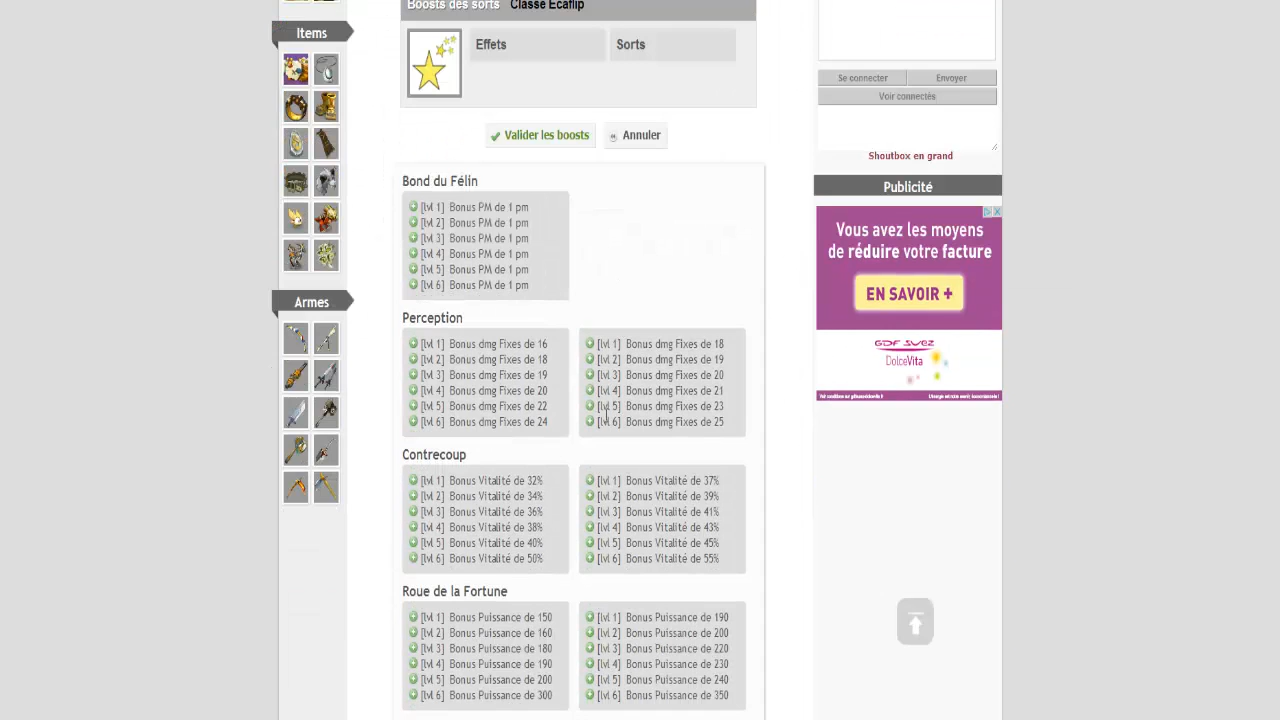 Items
Armes
Boosts des sorts Classe Ecaflip
Effets Sorts
Valider les boosts Annuler
Bond du Félin
[lvl 1] Bonus PM de 1 pm
[lvl 2] Bonus PM de 1 pm
[lvl 3] Bonus PM de 1 pm
[lvl 4] Bonus PM de 1 pm
[lvl 5] Bonus PM de 1 pm
[lvl 6] Bonus PM de 1 pm
Perception
[lvl 1] Bonus dmg Fixes de 16
[lvl 2] Bonus dmg Fixes de 18
[lvl 3] Bonus dmg Fixes de 19
[lvl 4] Bonus dmg Fixes de 20
[lvl 5] Bonus dmg Fixes de 22
[lvl 6] Bonus dmg Fixes de 24
[lvl 1] Bonus dmg Fixes de 18
[lvl 2] Bonus dmg Fixes de 19
[lvl 3] Bonus dmg Fixes de 20
[lvl 4] Bonus dmg Fixes de 21
[lvl 5] Bonus dmg Fixes de 23
[lvl 6] Bonus dmg Fixes de 25
Contrecoup
[lvl 1] Bonus Vitalité de 32%
[lvl 2] Bonus Vitalité de 34%
[lvl 3] Bonus Vitalité de 36%
[lvl 4] Bonus Vitalité de 38%
[lvl 5] Bonus Vitalité de 40%
[lvl 6] Bonus Vitalité de 50%
[lvl 1] Bonus Vitalité de 37%
[lvl 2] Bonus Vitalité de 39%
[lvl 3] Bonus Vitalité de 41%
[lvl 4] Bonus Vitalité de 43%
[lvl 5] Bonus Vitalité de 45%
[lvl 6] Bonus Vitalité de 55%
Roue de la Fortune
[lvl 1] Bonus Puissance de 150
[lvl 2] Bonus Puissance de 160
[lvl 3] Bonus Puissance de 180
[lvl 4] Bonus Puissance de 190
[lvl 5] Bonus Puissance de 200
[lvl 6] Bonus Puissance de 300
[lvl 1] Bonus Puissance de 190
[lvl 2] Bonus Puissance de 200
[lvl 3] Bonus Puissance de 220
[lvl 4] Bonus Puissance de 230
[lvl 5] Bonus Puissance de 240
[lvl 6] Bonus Puissance de 350
Se connecter Envoyer
Voir connectés
Shoutbox en grand
Publicité
Vous avez les moyens
de réduire votre facture
EN SAVOIR +
GDF SUEZ
DolceVita